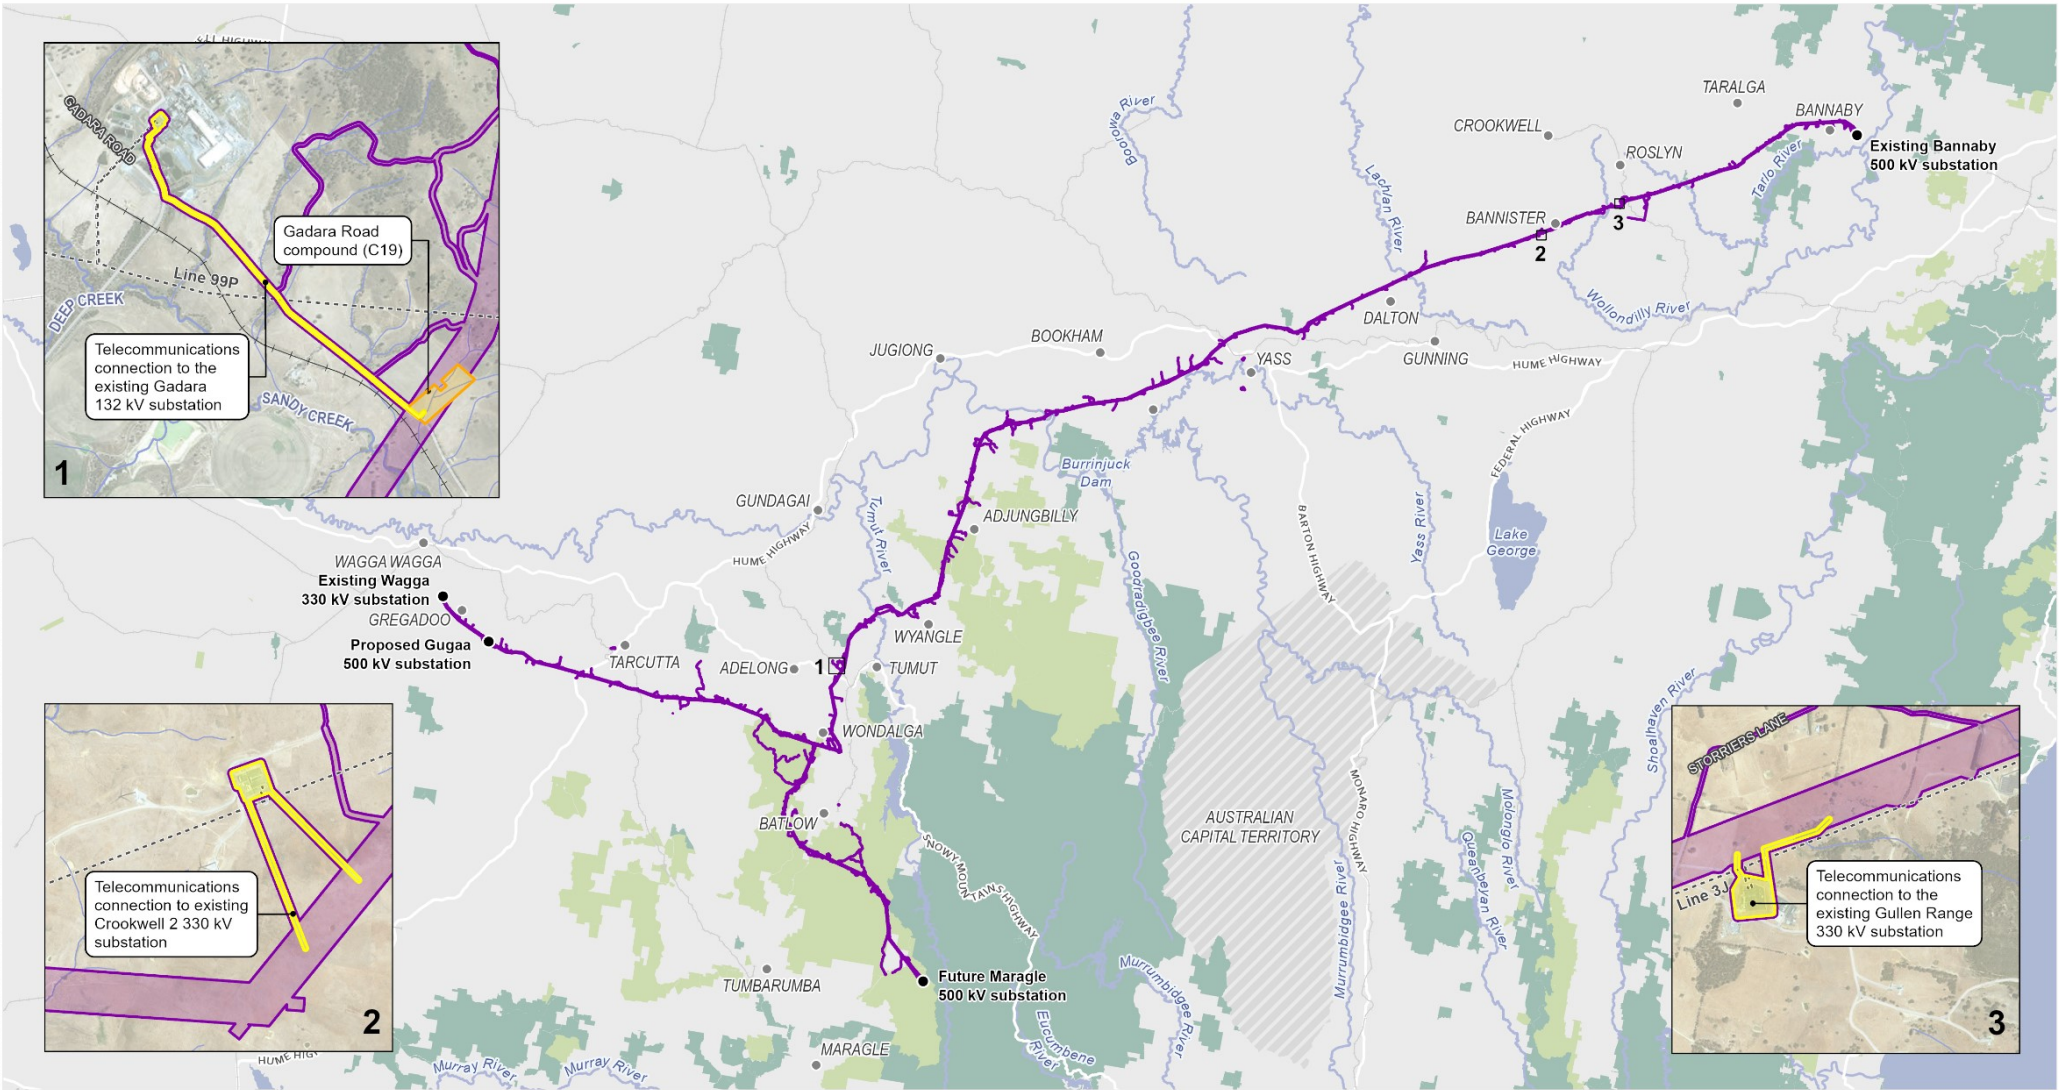 ELL HIGHWAY
GADARA ROAD
Gadara Road
compound (C19)
Line 99P
DEEP CREEK
Telecommunications
connection to the
existing Gadara
132 kV substation
SANDY CREEK
1
Boorowa River
Lachlan River
TARALGA
BANNABY
CROOKWELL
ROSLYN
Existing Bannaby
500 kV substation
Tarlo River
BANNISTER
3
2
Wollondilly River
DALTON
BOOKHAM
JUGIONG
YASS
GUNNING
HUME HIGHWAY
FEDERAL HIGHWAY
Burrinjuck
Dam
GUNDAGAI
Tumut River
ADJUNGBILLY
HUME HIGHWAY
BARTON HIGHWAY
Yass River
Lake
George
Goodradigbee River
WAGGA WAGGA
Existing Wagga
330 kV substation
GREGADOO
Proposed Gugaa
500 kV substation
WYANGLE
TARCUTTA
ADELONG
1
TUMUT
WONDALGA
Shoalhaven River
MONARO HIGHWAY
Molonglo River
AUSTRALIAN
CAPITAL TERRITORY
BATLOW
SNOWY MOUNTAINS HIGHWAY
Queanbeyan River
Murrumbidgee River
Murrumbidgee River
Future Maragle
500 kV substation
TUMBARUMBA
Eucumbene
River
MARAGLE
Murray River
Murray River
Telecommunications
connection to existing
Crookwell 2 330 kV
substation
2
HUME HIGH
STORRIERS LANE
Line 3J
Telecommunications
connection to the
existing Gullen Range
330 kV substation
3